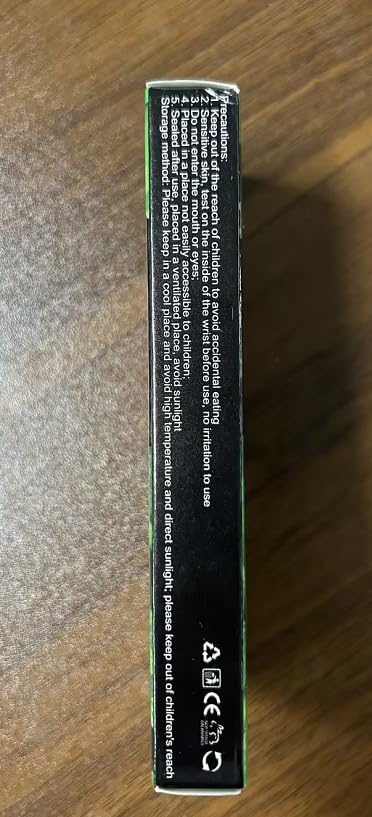 Precautions:
1. Keep out of the reach of children to avoid accidental eating
2. Sensitive skin, test on the inside of the wrist before use, no irritation to use
3. Do not enter the mouth or eyes;
4. Placed in a place not easily accessible to children;
5. Sealed after use, placed in a ventilated place, avoid sunlight
Storage method: Please keep in a cool place and avoid high temperature and direct sunlight; please keep out of children's reach
CE